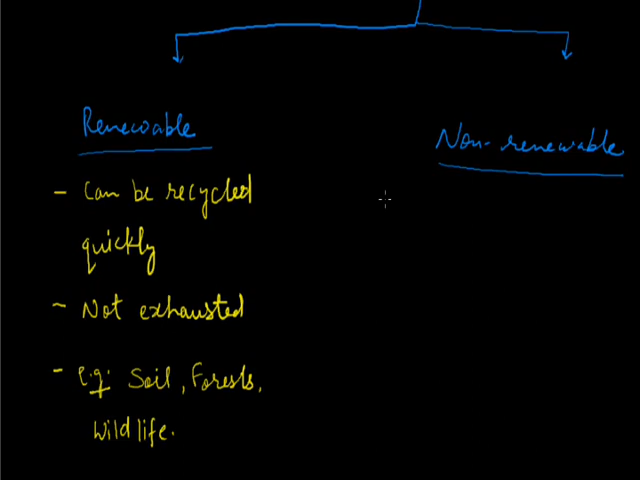 Renewable
Non-renewable
- Can be recycled
quickly
- Not exhausted
- e.g: Soil, Forests,
Wildlife.